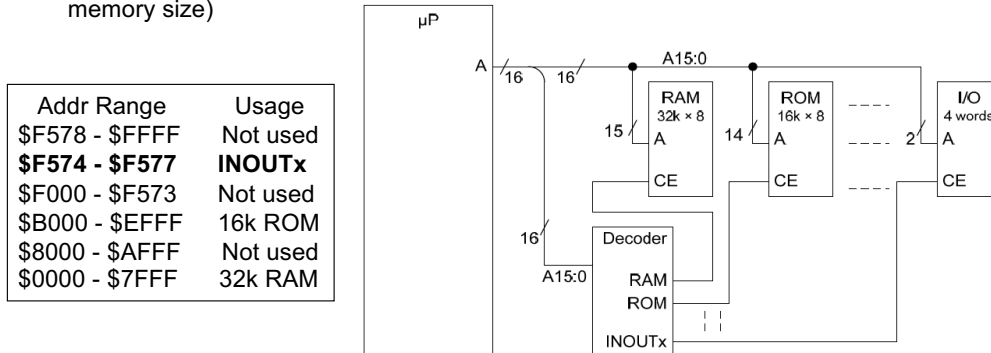 memory size)
Addr Range Usage
$F578 - $FFFF Not used
$F574 - $F577 INOUTx
$F000 - $F573 Not used
$B000 - $EFFF 16k ROM
$8000 - $AFFF Not used
$0000 - $7FFF 32k RAM
µP
A
16
16
A15:0
RAM
32k × 8
15
A
CE
ROM
16k × 8
14
A
CE
I/O
4 words
2
A
CE
16
A15:0
Decoder
RAM
ROM
INOUTx